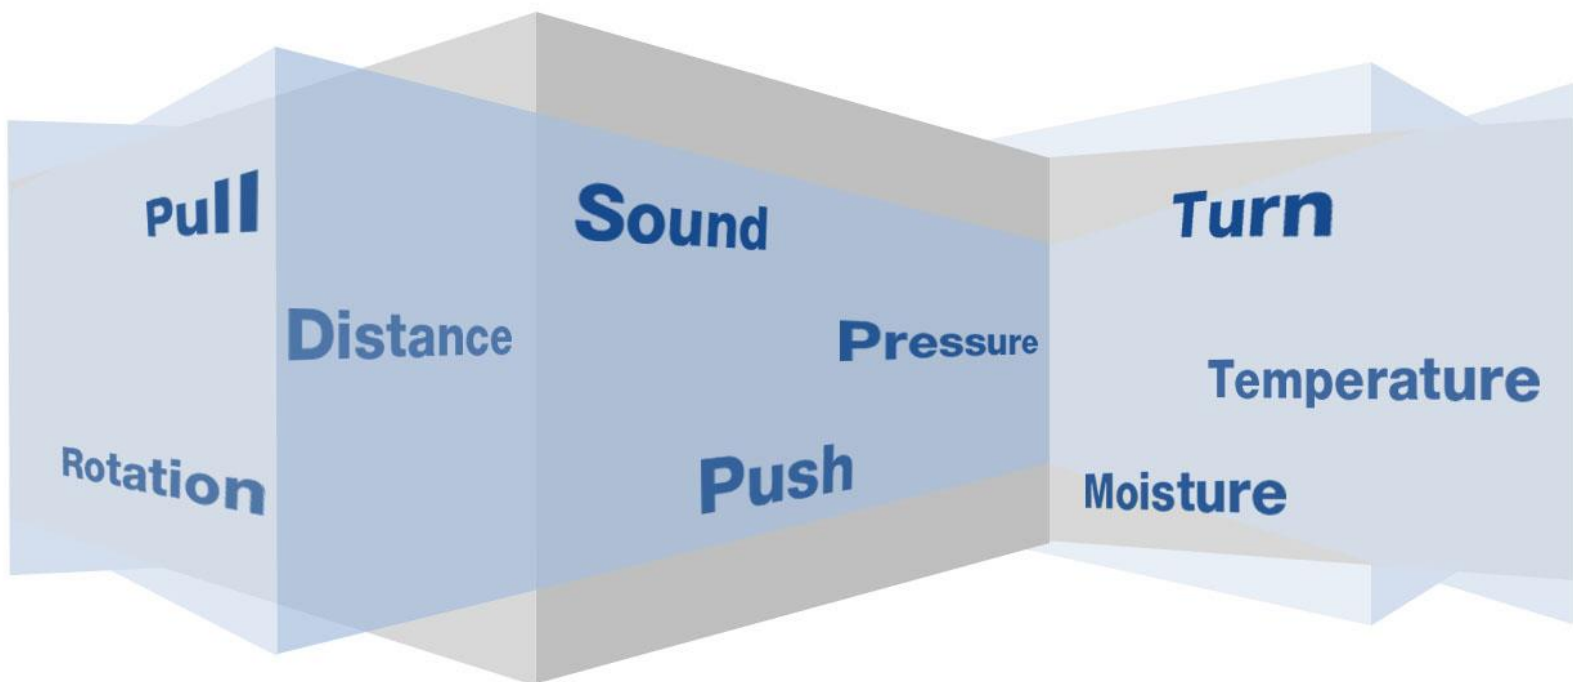 Pull
Sound
Turn
Distance
Pressure
Temperature
Rotation
Push
Moisture